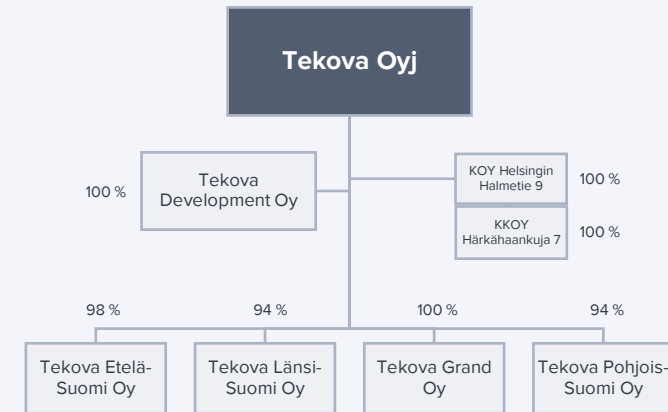 Tekova Oyj
100 %
Tekova
Development Oy
KOY Helsingin
Halmetie 9
100 %
KKOY
Härkähaankuja 7
100 %
98 %
94 %
100 %
94 %
Tekova Etelä-
Suomi Oy
Tekova Länsi-
Suomi Oy
Tekova Grand
Oy
Tekova Pohjois-
Suomi Oy